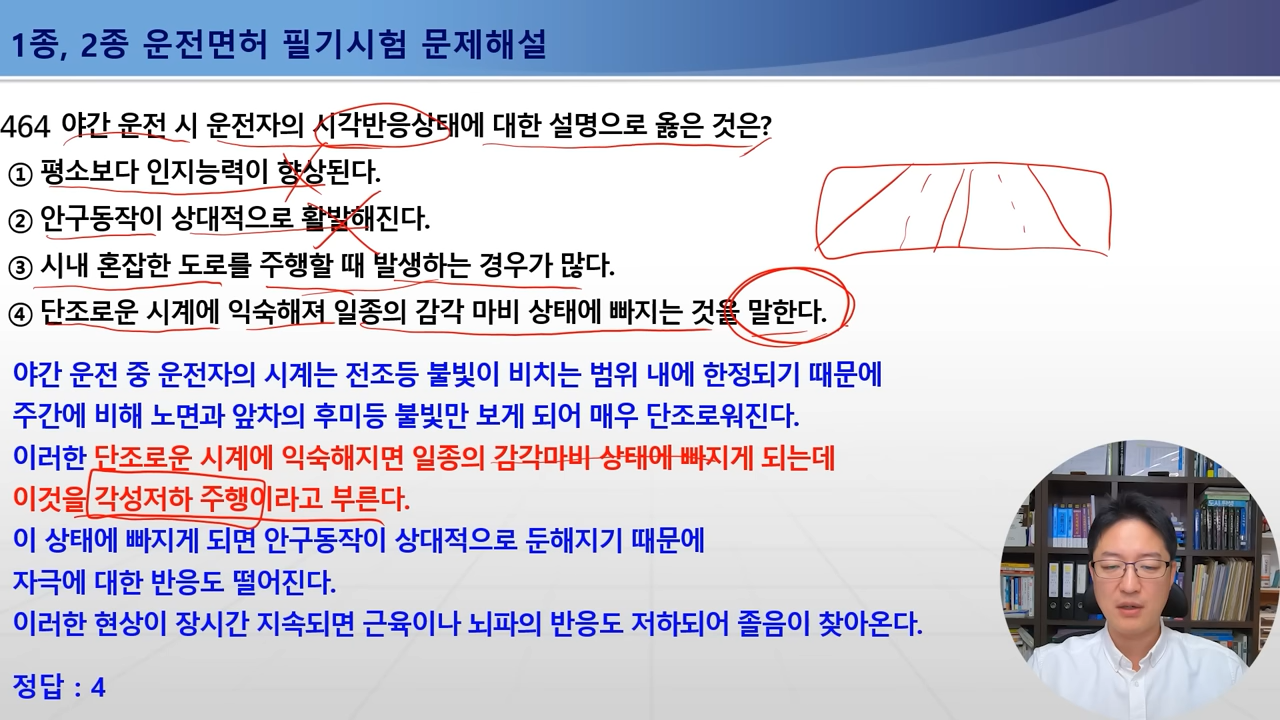 1종, 2종 운전면허 필기시험 문제해설
464 야간 운전 시 운전자의 시각반응상태에 대한 설명으로 옳은 것은?
① 평소보다 인지능력이 향상된다.
② 안구동작이 상대적으로 활발해진다.
③ 시내 혼잡한 도로를 주행할 때 발생하는 경우가 많다.
④ 단조로운 시계에 익숙해져 일종의 감각 마비 상태에 빠지는 것을 말한다.
야간 운전 중 운전자의 시계는 전조등 불빛이 비치는 범위 내에 한정되기 때문에
주간에 비해 노면과 앞차의 후미등 불빛만 보게 되어 매우 단조로워진다.
이러한 단조로운 시계에 익숙해지면 일종의 감각마비 상태에 빠지게 되는데
이것을 각성저하 주행이라고 부른다.
이 상태에 빠지게 되면 안구동작이 상대적으로 둔해지기 때문에
자극에 대한 반응도 떨어진다.
이러한 현상이 장시간 지속되면 근육이나 뇌파의 반응도 저하되어 졸음이 찾아온다.
정답 : 4